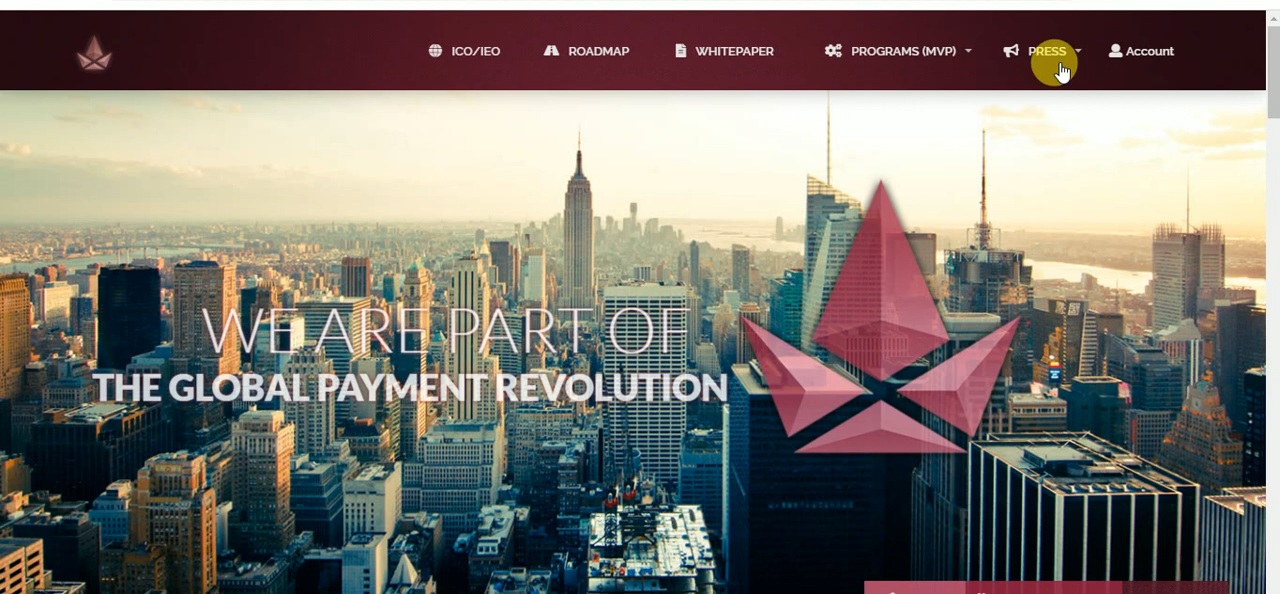 ICO/IEO ROADMAP WHITEPAPER PROGRAMS (MVP) PRESS Account
WE ARE PART OF
THE GLOBAL PAYMENT REVOLUTION